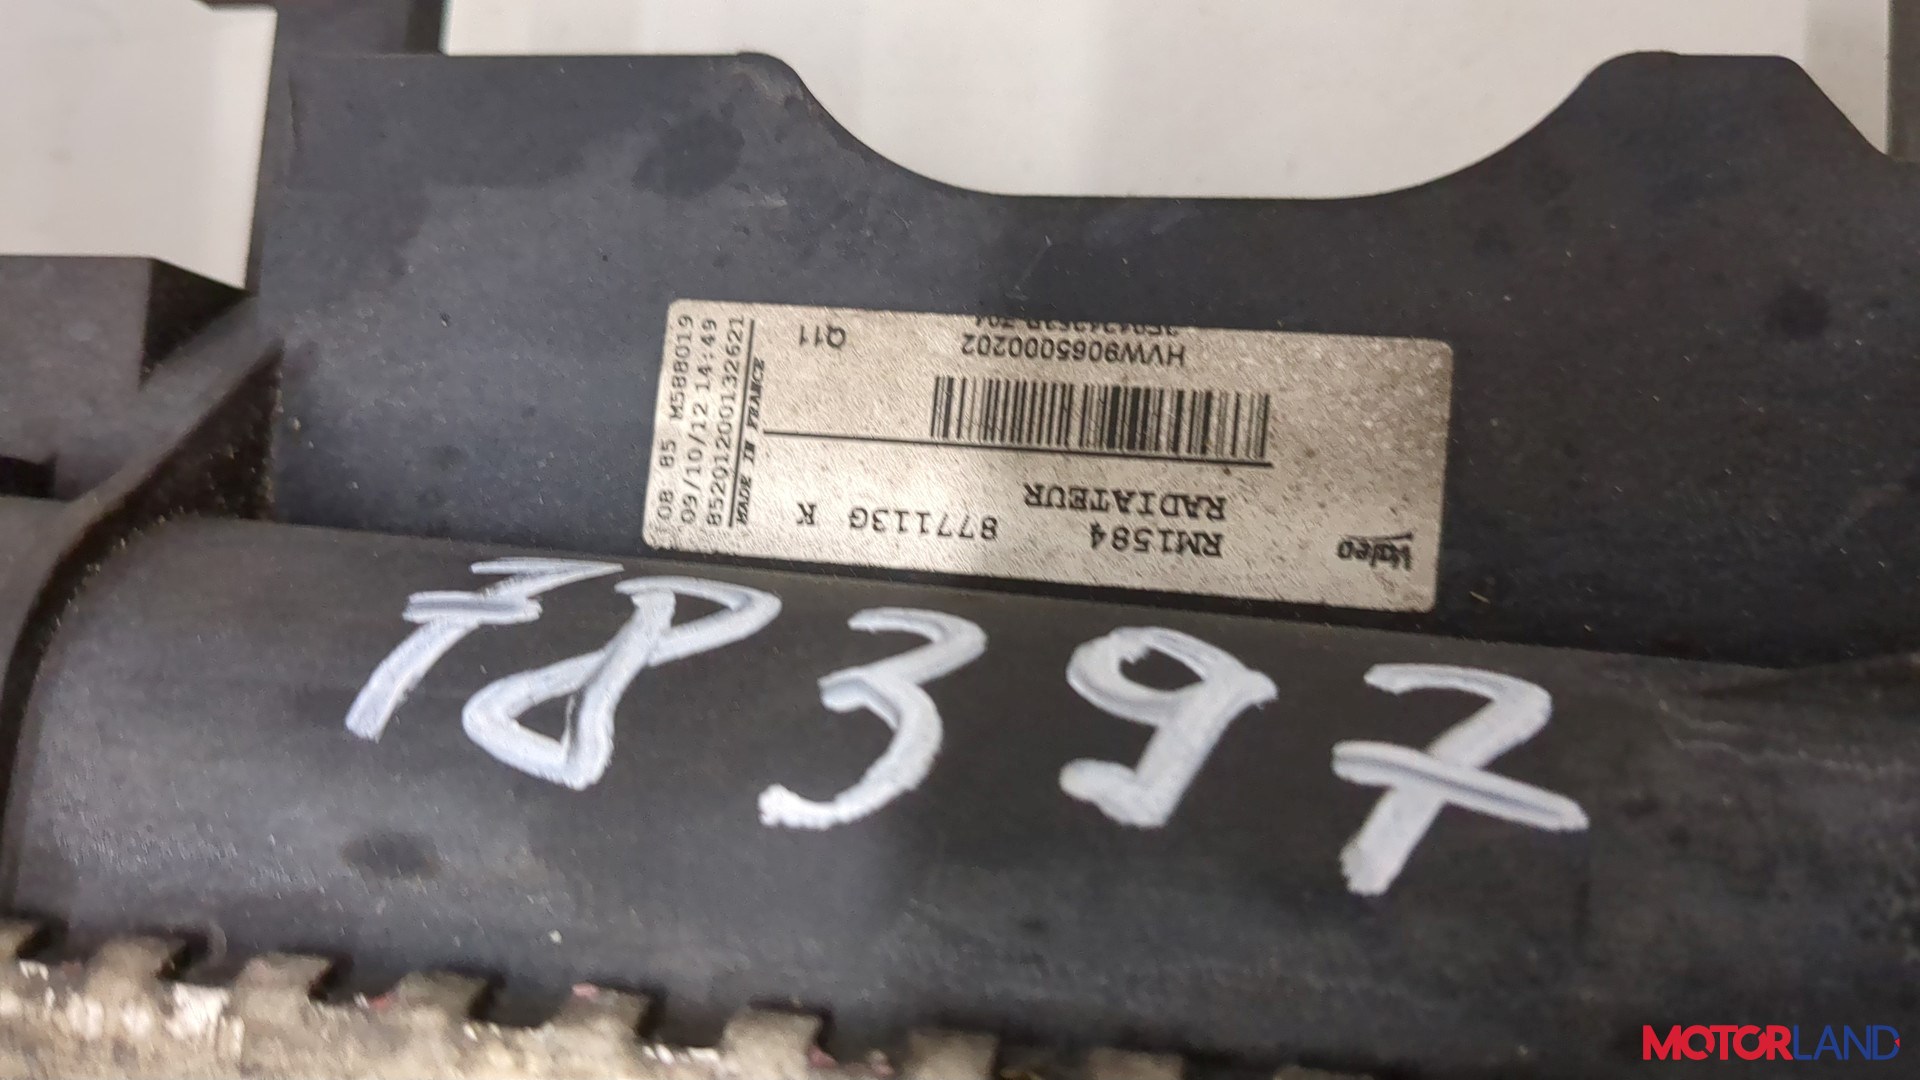 Valeo
RM1584 877113G K
RADIATEUR
HVW9065000202
Q11
08 85 M588019
09/10/12 14:49
8520120001132621
MADE IN FRANCE
78397
MOTORLAND